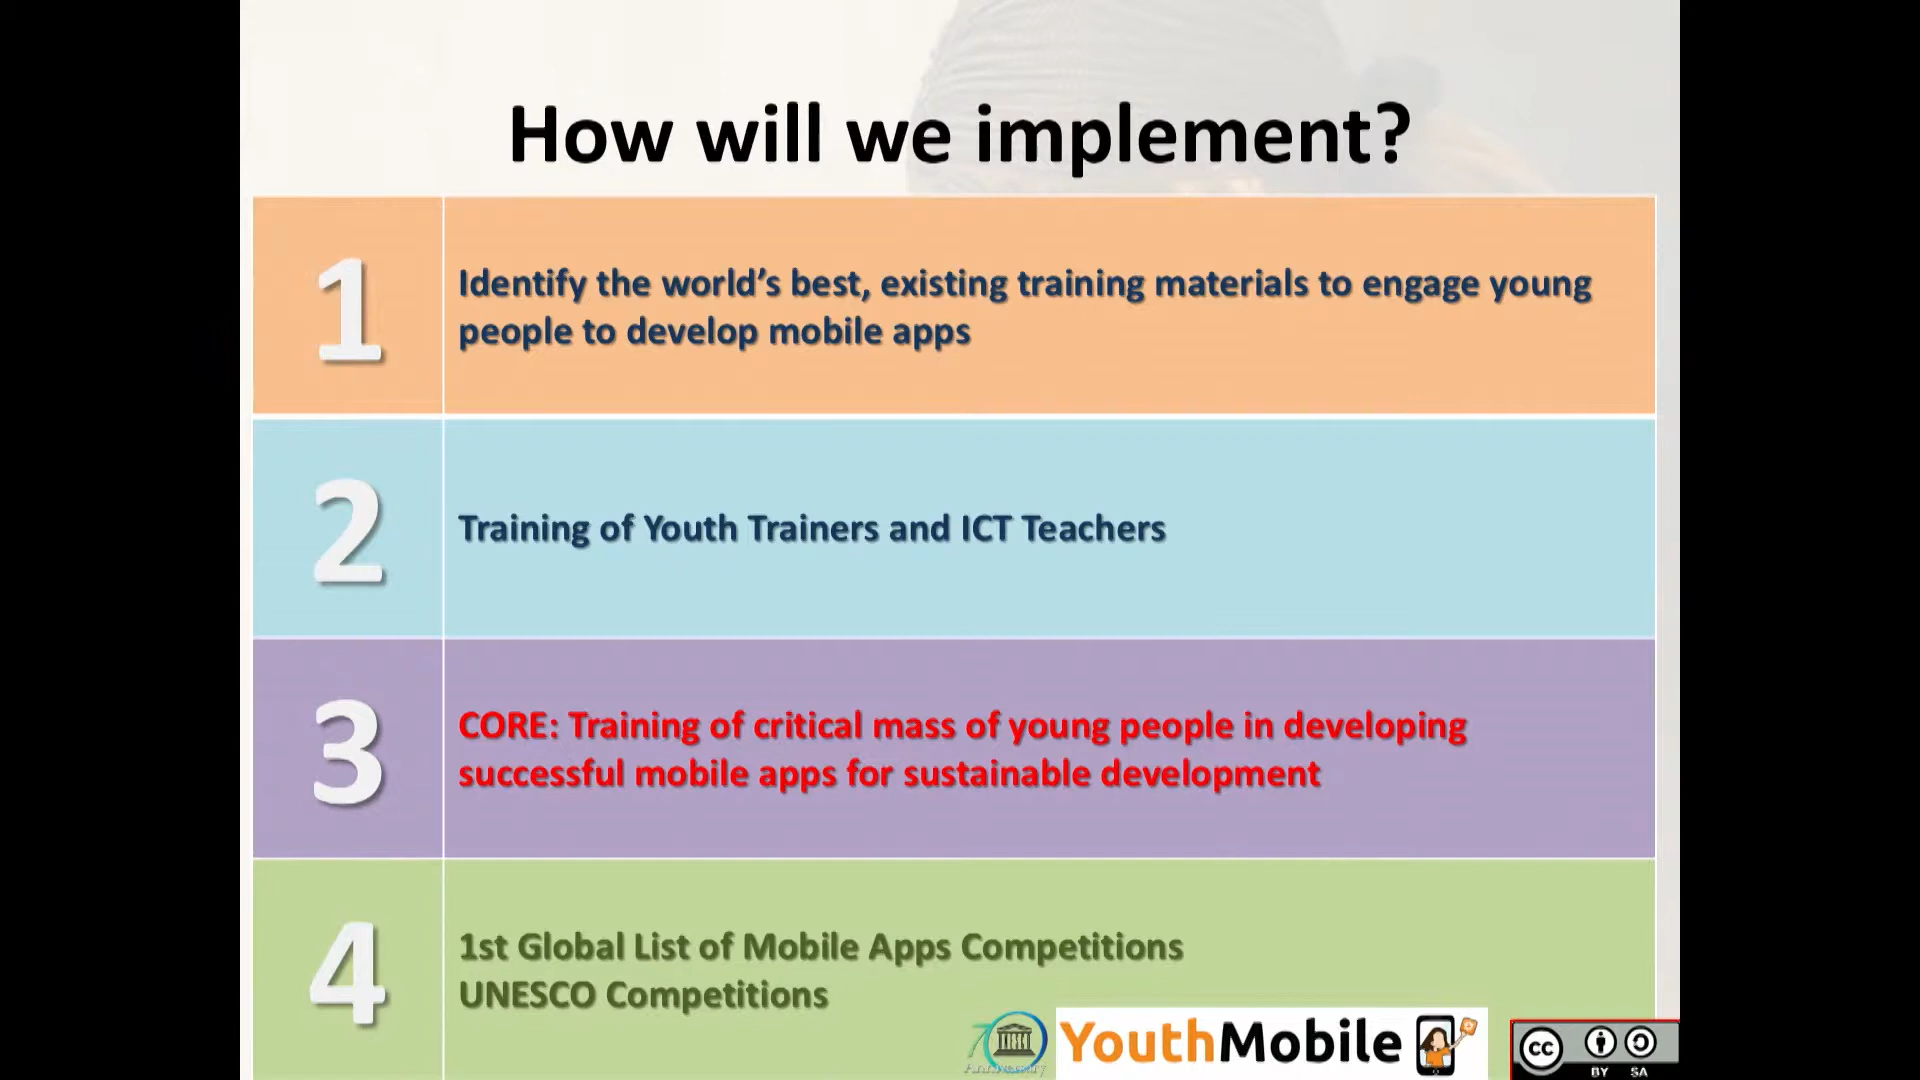 How will we implement?
1
Identify the world’s best, existing training materials to engage young
people to develop mobile apps
2
Training of Youth Trainers and ICT Teachers
3
CORE: Training of critical mass of young people in developing
successful mobile apps for sustainable development
4
1st Global List of Mobile Apps Competitions
UNESCO Competitions
70
Anniversary
YouthMobile
cc
BY SA